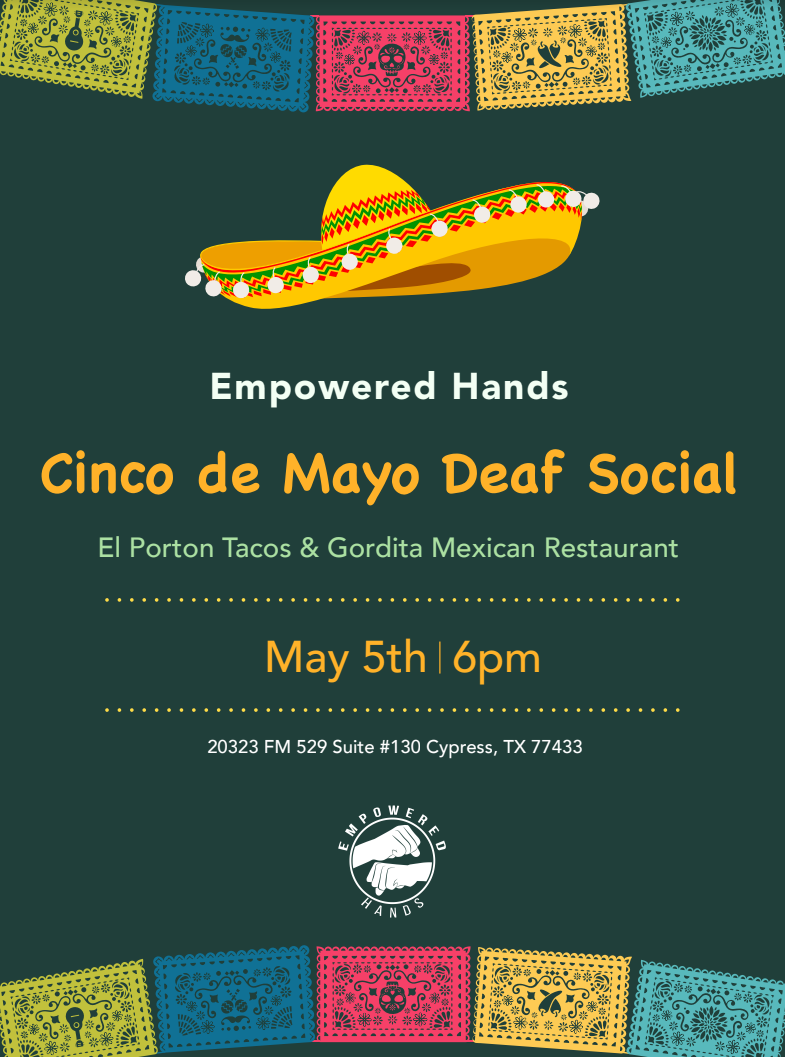 Empowered Hands
Cinco de Mayo Deaf Social
El Porton Tacos & Gordita Mexican Restaurant
May 5th | 6pm
20323 FM 529 Suite #130 Cypress, TX 77433
EMPOWERED
HANDS